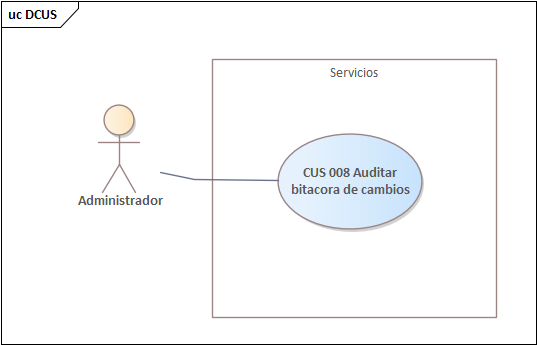 uc DCUS
Servicios
CUS 008 Auditar
bitacora de cambios
Administrador